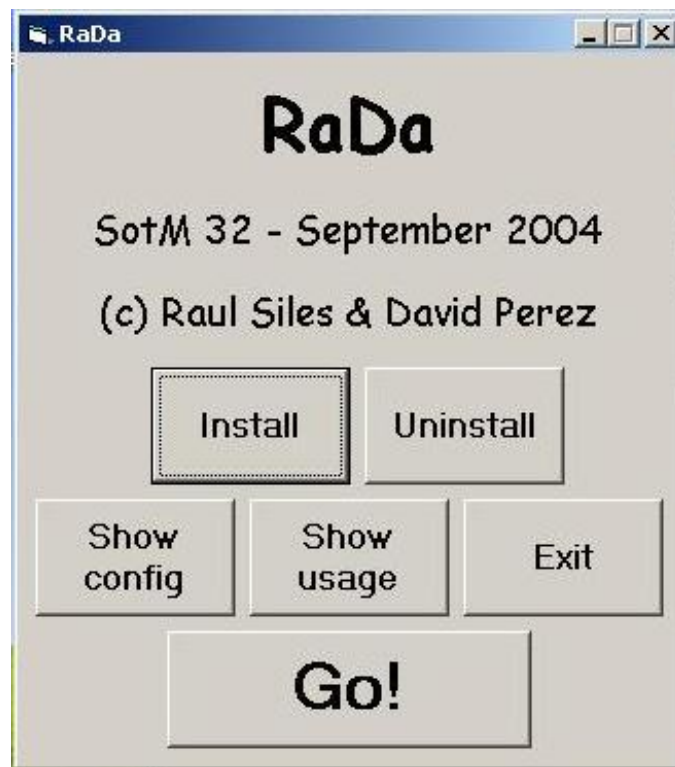 RaDa
RaDa
SotM 32 - September 2004
(c) Raul Siles & David Perez
Install Uninstall
Show config Show usage Exit
Go!